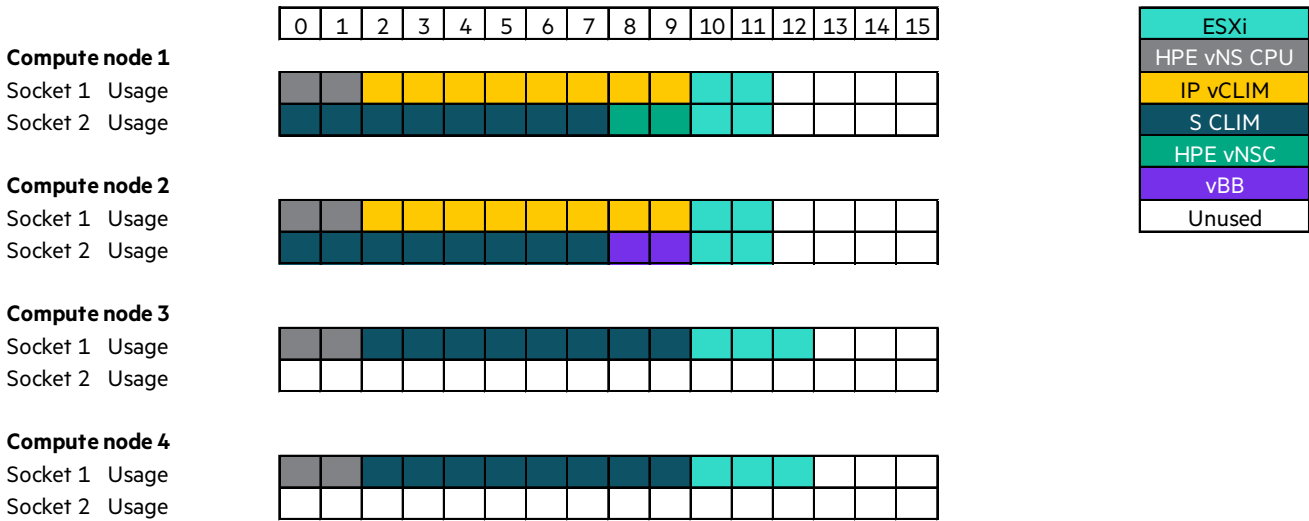 0 1 2 3 4 5 6 7 8 9 10 11 12 13 14 15
Compute node 1
Socket 1 Usage
Socket 2 Usage
Compute node 2
Socket 1 Usage
Socket 2 Usage
Compute node 3
Socket 1 Usage
Socket 2 Usage
Compute node 4
Socket 1 Usage
Socket 2 Usage
ESXi
HPE vNS CPU
IP vCLIM
S CLIM
HPE vNSC
vBB
Unused